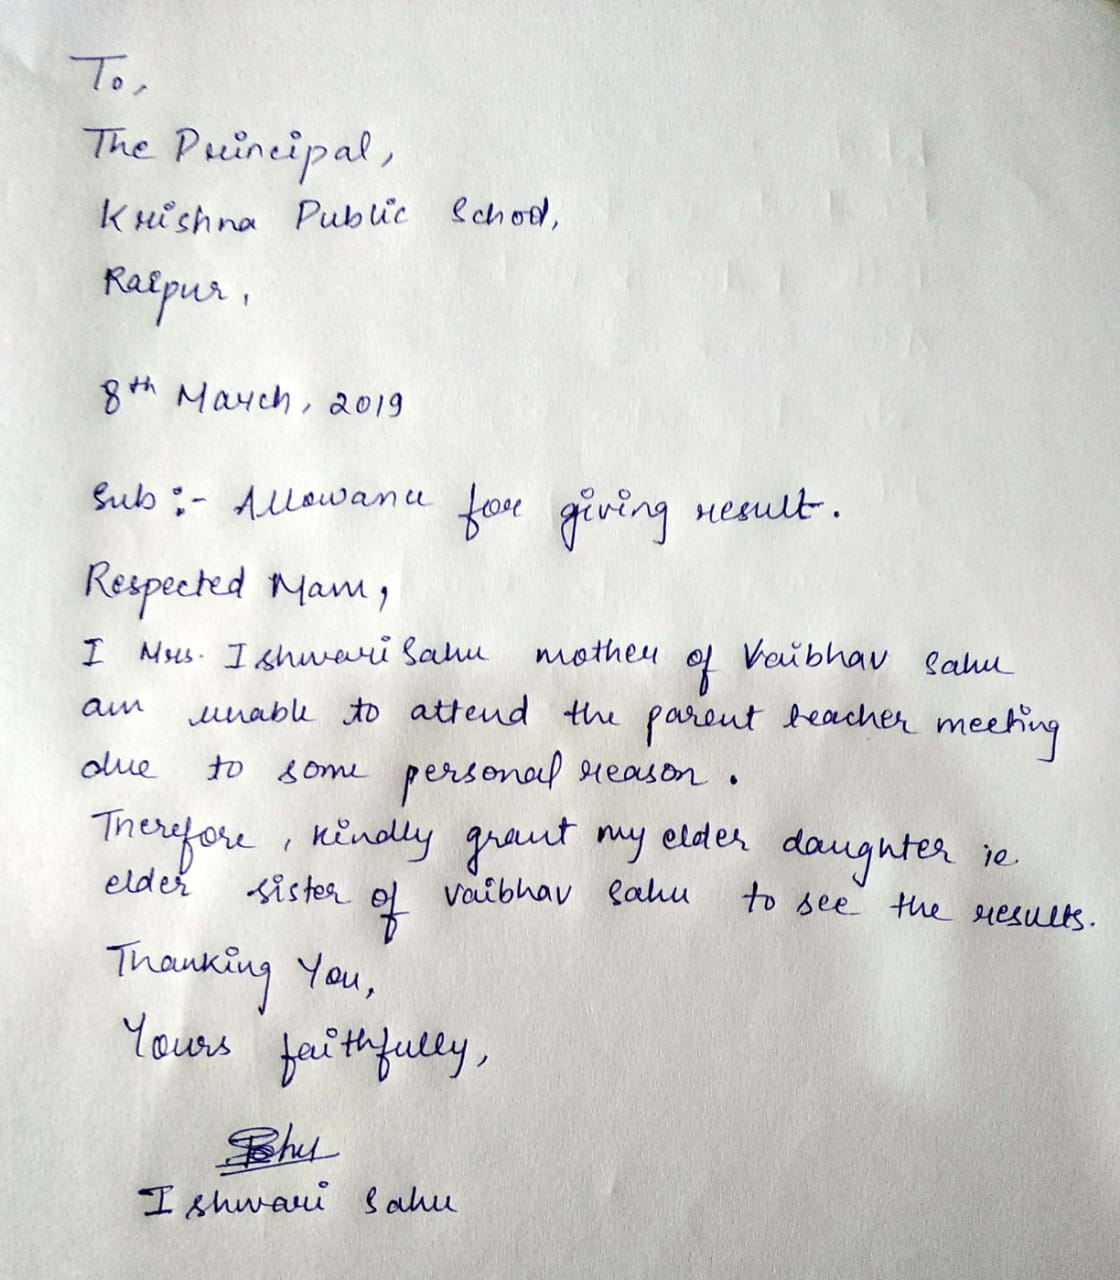 To,
The Principal,
Krishna Public School,
Raipur,
8th March, 2019
Sub :- Allowance for giving result.
Respected Mam,
I Mrs. Ishwari Sahu mother of Vaibhav Sahu
am unable to attend the parent teacher meeting
due to some personal reason.
Therefore, kindly grant my elder daughter ie
elder sister of Vaibhav Sahu to see the results.
Thanking You,
Yours faithfully,
Ishwari Sahu